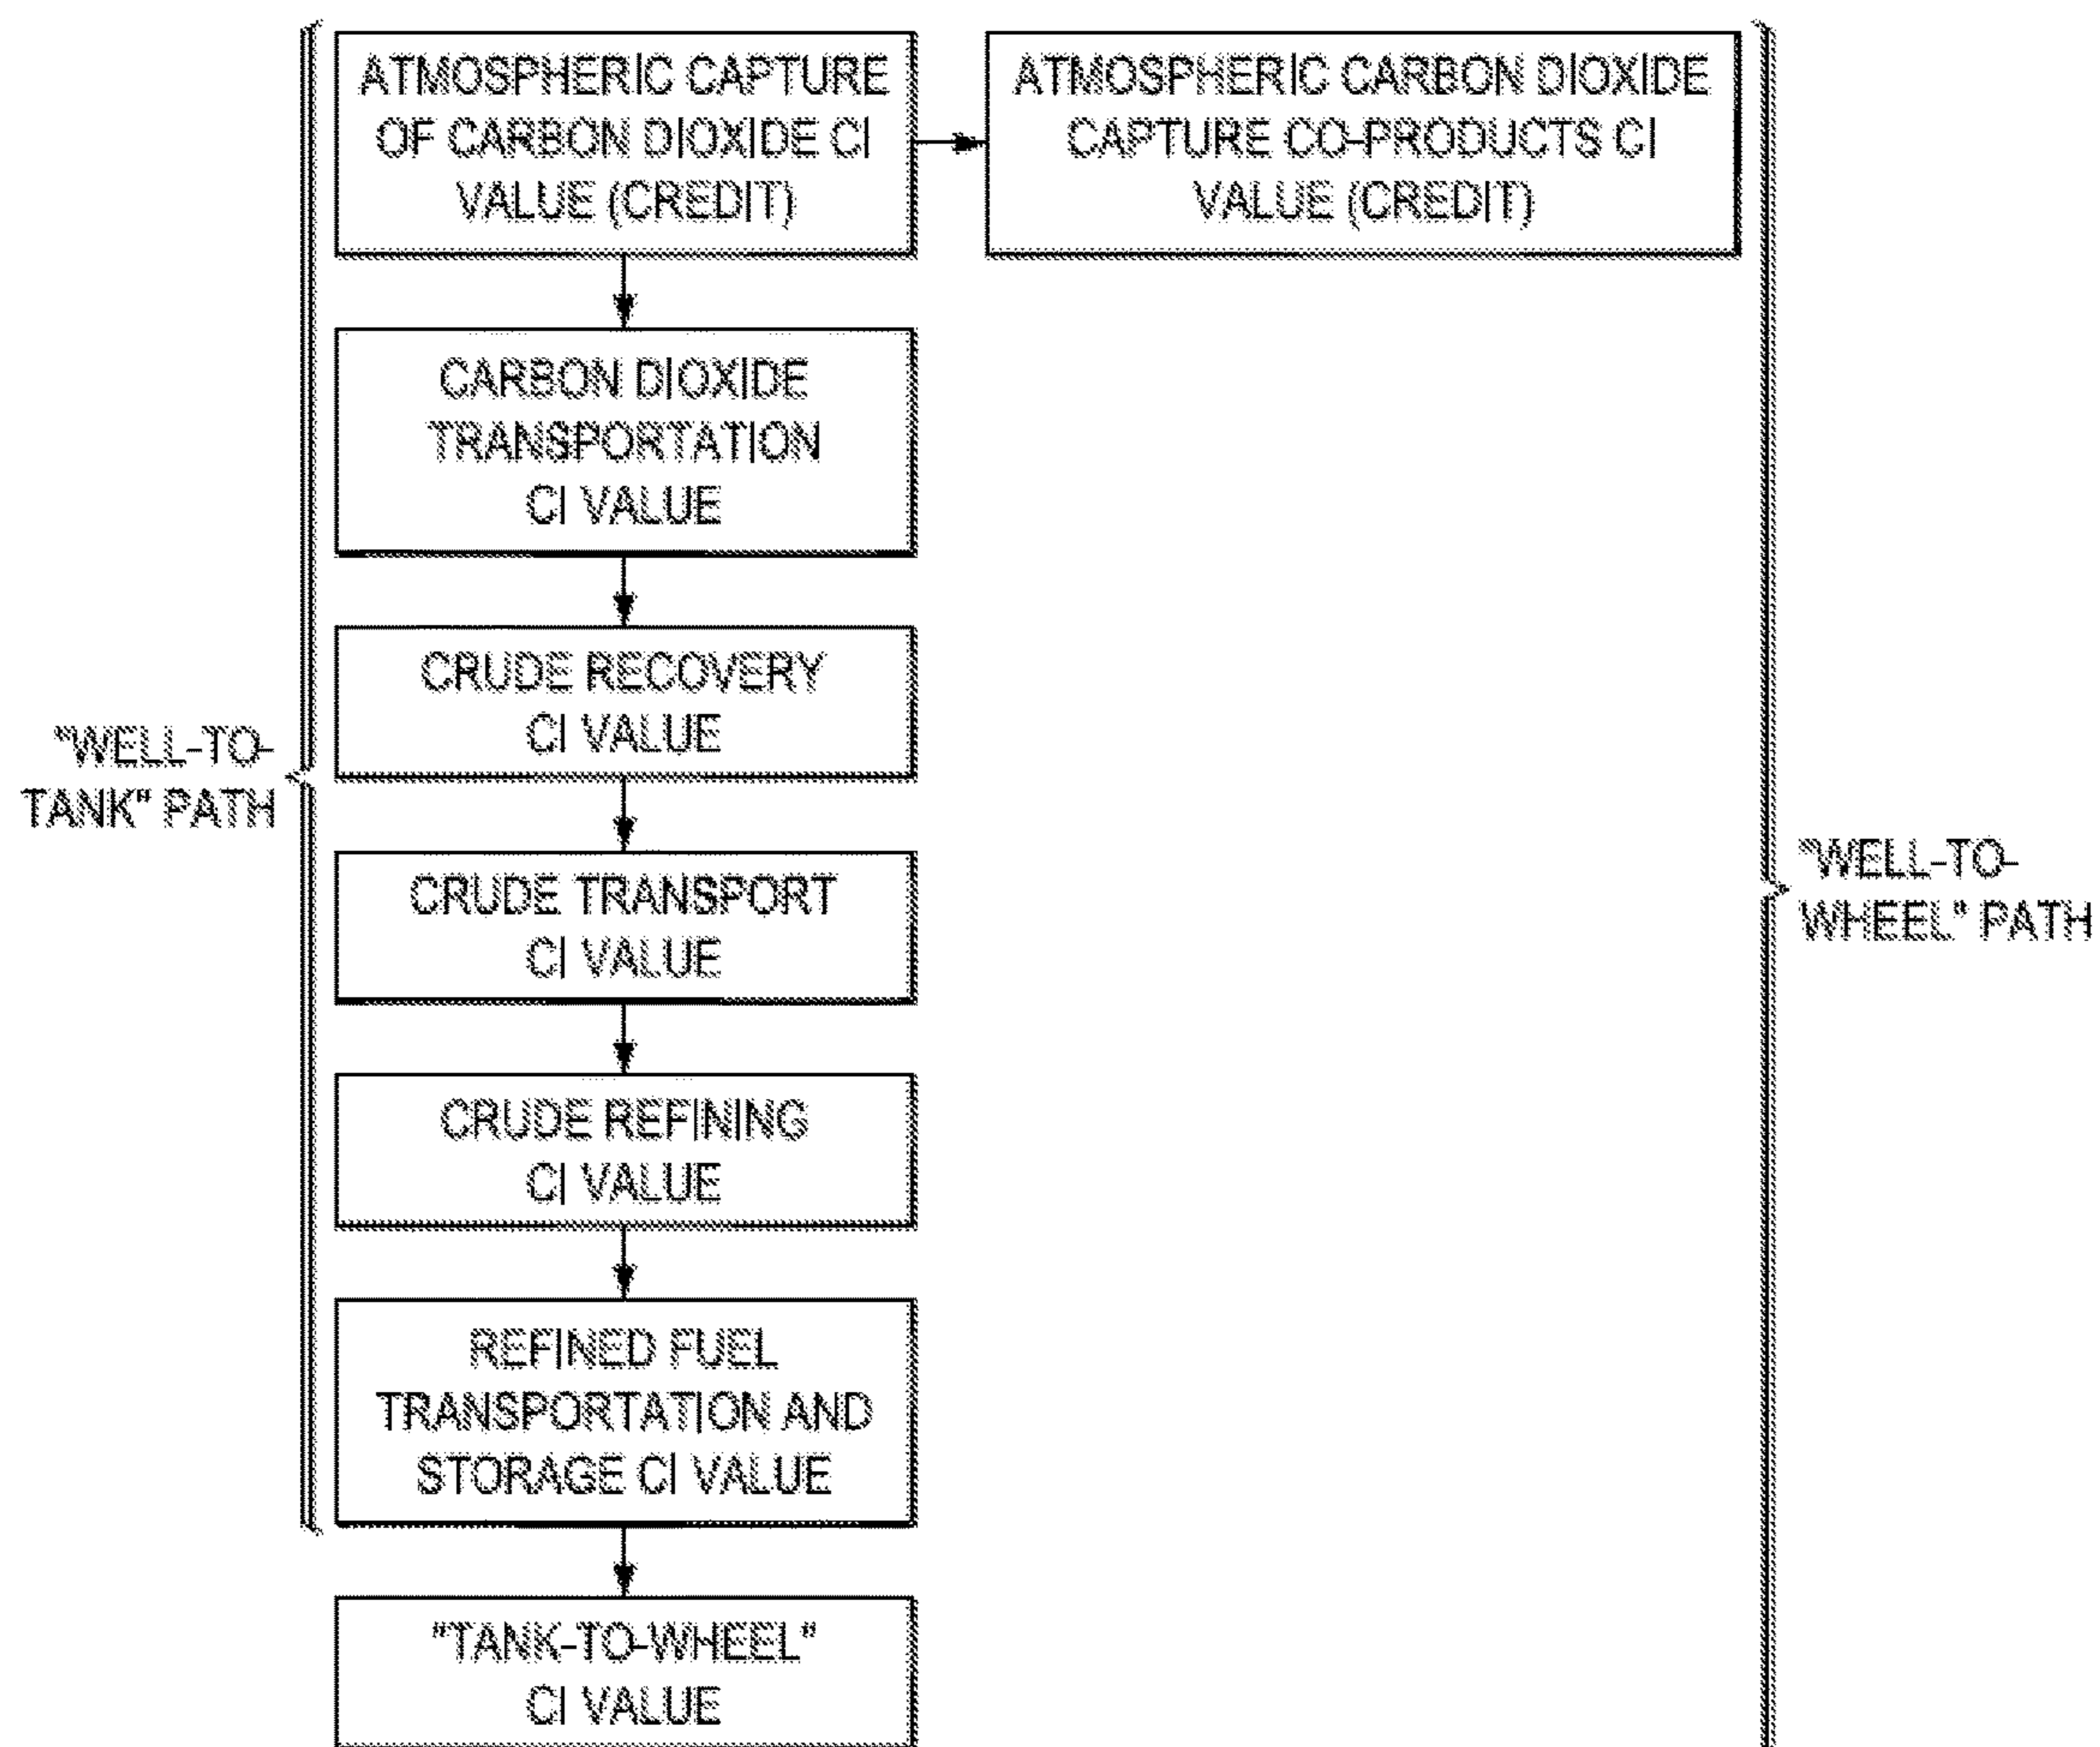 ATMOSPHERIC CAPTURE
OF CARBON DIOXIDE CI
VALUE (CREDIT)
ATMOSPHERIC CARBON DIOXIDE
CAPTURE CO-PRODUCTS CI
VALUE (CREDIT)
CARBON DIOXIDE
TRANSPORTATION
CI VALUE
CRUDE RECOVERY
CI VALUE
"WELL-TO-
TANK" PATH
CRUDE TRANSPORT
CI VALUE
"WELL-TO-
WHEEL" PATH
CRUDE REFINING
CI VALUE
REFINED FUEL
TRANSPORTATION AND
STORAGE CI VALUE
"TANK-TO-WHEEL"
CI VALUE